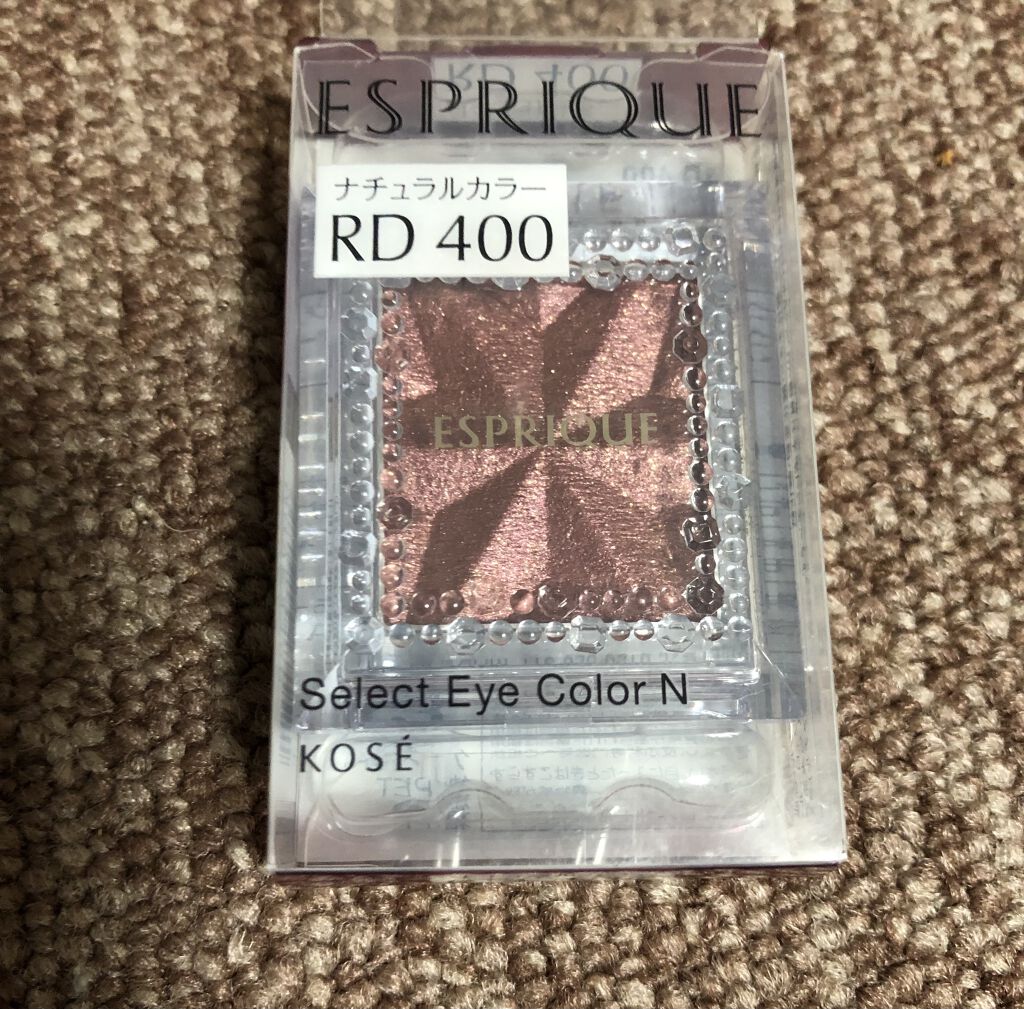 ESPRIQUE
ナチュラルカラー
RD 400
ESPRIQUE
Select Eye Color N
KOSÉ